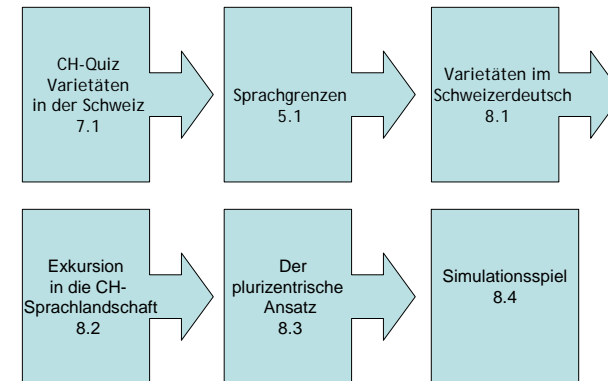 CH-Quiz
Varietäten
in der Schweiz
7.1
Sprachgrenzen
5.1
Varietäten im
Schweizerdeutsch
8.1
Exkursion
in die CH-
Sprachlandschaft
8.2
Der
plurizentrische
Ansatz
8.3
Simulationsspiel
8.4